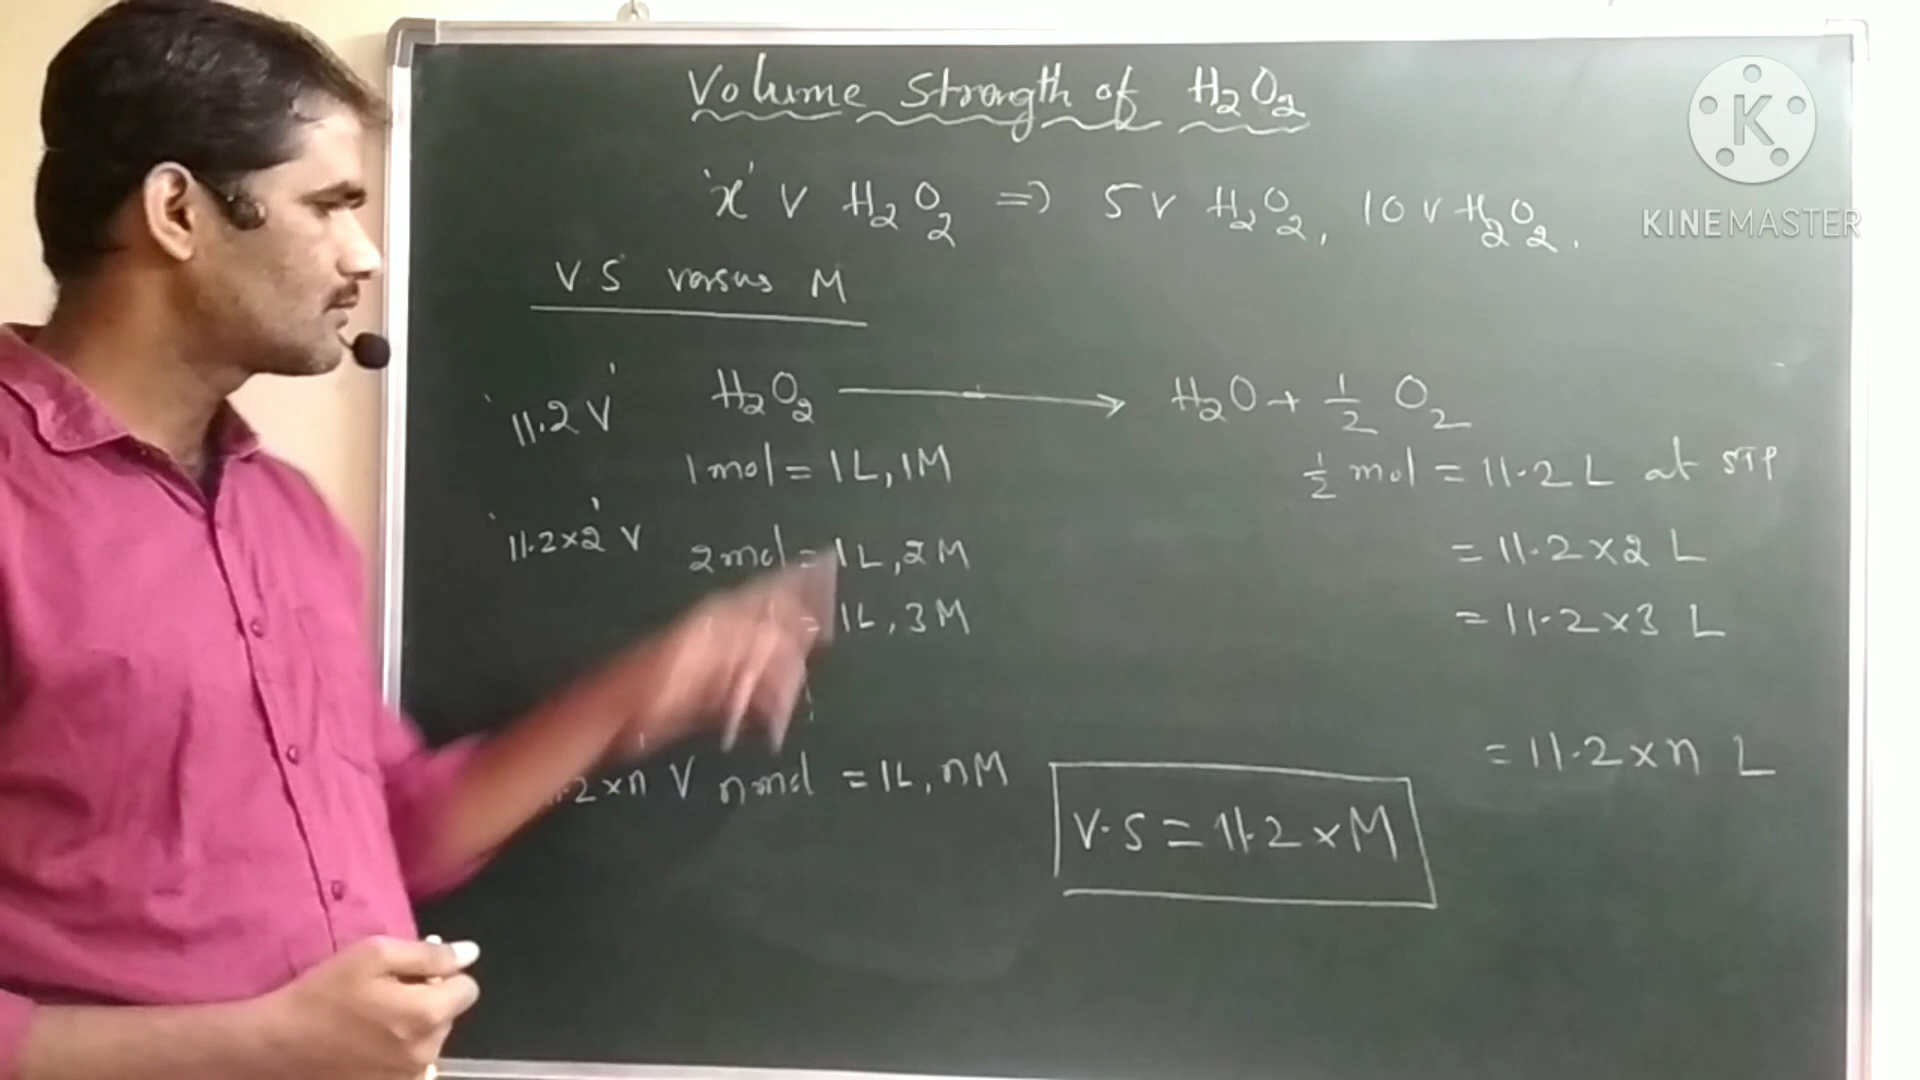 Volume Strength of H₂O₂
'x' V H₂O₂ ⇒ 5V H₂O₂, 10V H₂O₂.
K
KINEMASTER
V.S versus M
'11.2 V' H₂O₂ → H₂O + 1/2 O₂
1 mol = 1L, 1M 1/2 mol = 11.2 L at STP
'11.2×2' V 2 mol = 1L, 2M = 11.2×2 L
= 1L, 3M = 11.2×3 L
.2×n V n mol = 1L, nM = 11.2×n L
V.S = 11.2 × M